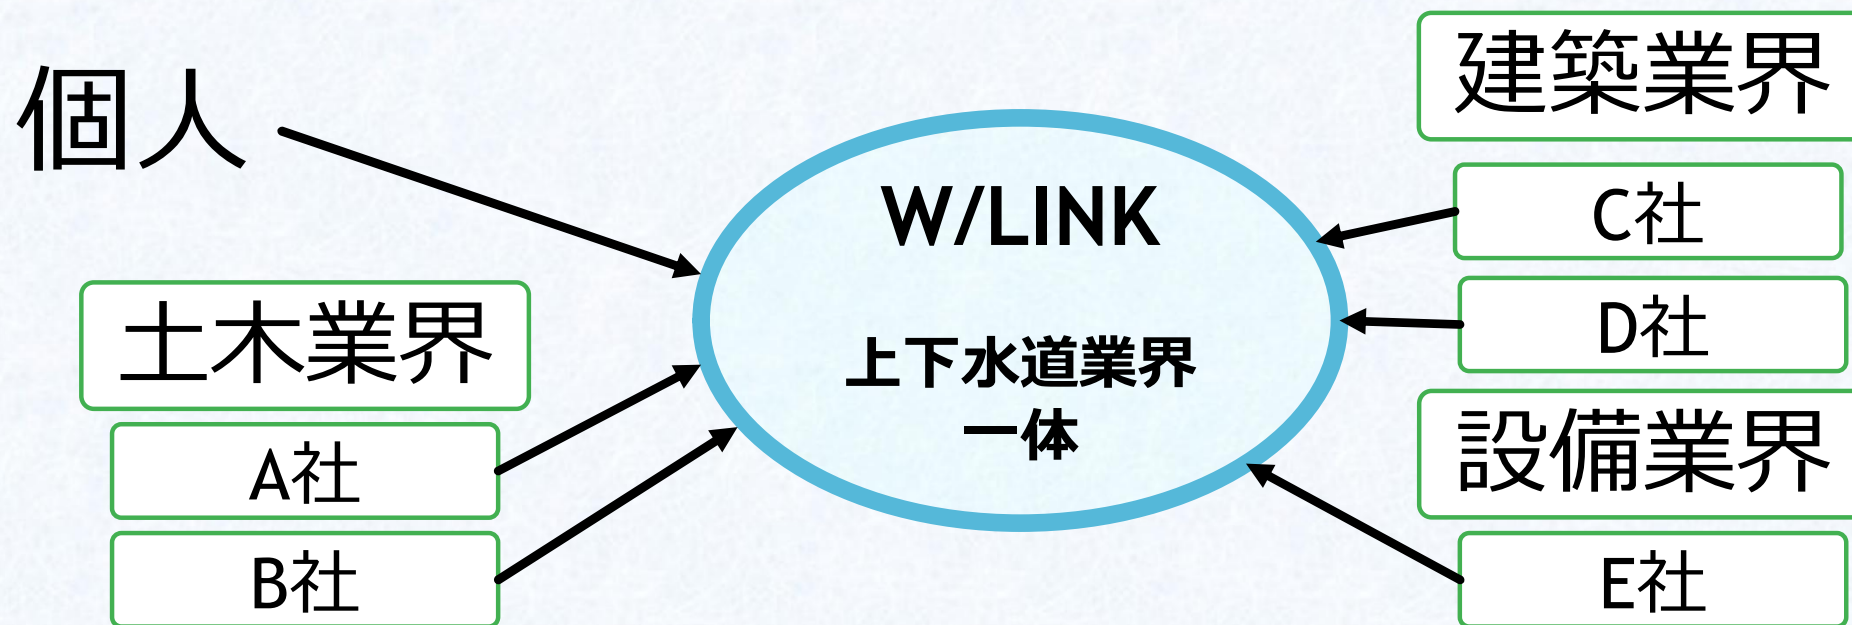 個人
土木業界
A社
B社
W/LINK
上下水道業界
一体
建築業界
C社
D社
設備業界
E社